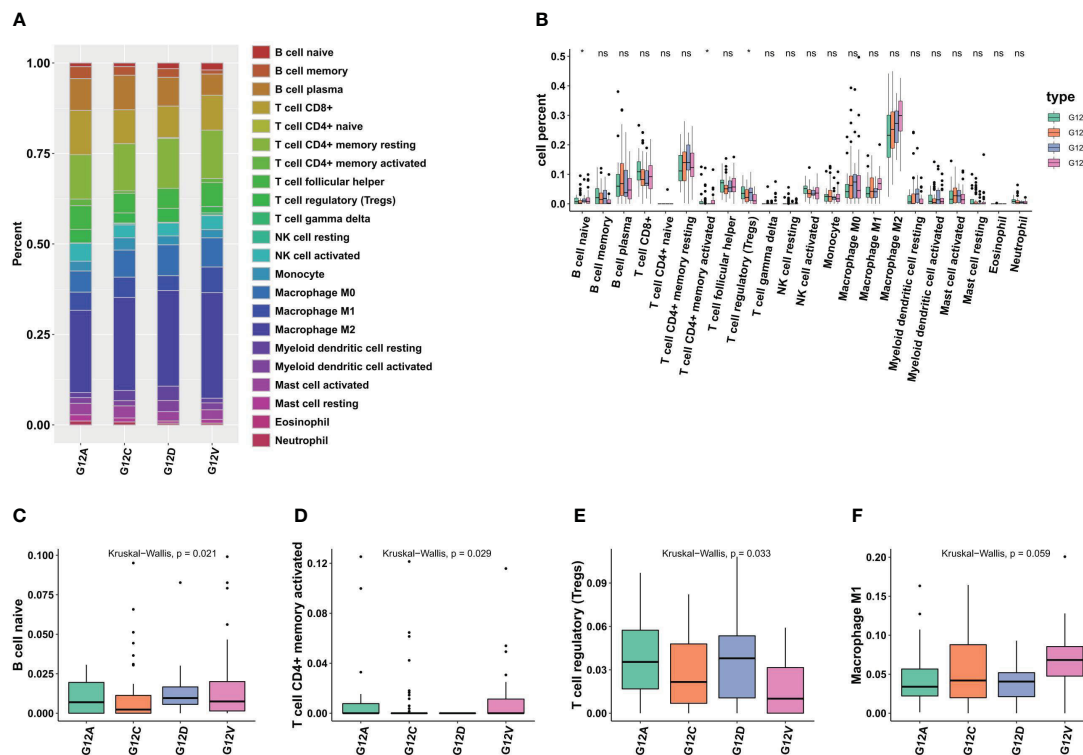 A
1.00
0.75
0.50
0.25
0.00
Percent
G12A
G12C
G12D
G12V
B cell naive
B cell memory
B cell plasma
T cell CD8+
T cell CD4+ naive
T cell CD4+ memory resting
T cell CD4+ memory activated
T cell follicular helper
T cell regulatory (Tregs)
T cell gamma delta
NK cell resting
NK cell activated
Monocyte
Macrophage M0
Macrophage M1
Macrophage M2
Myeloid dendritic cell resting
Myeloid dendritic cell activated
Mast cell activated
Mast cell resting
Eosinophil
Neutrophil
B
* ns ns ns ns ns * ns * ns ns ns ns ns ns ns ns ns ns ns ns ns
0.5
0.4
0.3
0.2
0.1
0.0
cell percent
B cell naive
B cell memory
B cell plasma
T cell CD8+
T cell CD4+ naive
T cell CD4+ memory resting
T cell CD4+ memory activated
T cell follicular helper
T cell regulatory (Tregs)
T cell gamma delta
NK cell resting
NK cell activated
Monocyte
Macrophage M0
Macrophage M1
Macrophage M2
Myeloid dendritic cell resting
Myeloid dendritic cell activated
Mast cell activated
Mast cell resting
Eosinophil
Neutrophil
type
G12
G12
G12
G12
C
Kruskal−Wallis, p = 0.021
0.100
0.075
0.050
0.025
0.000
B cell naive
G12A
G12C
G12D
G12V
D
Kruskal−Wallis, p = 0.029
0.12
0.08
0.04
0.00
T cell CD4+ memory activated
G12A
G12C
G12D
G12V
E
Kruskal−Wallis, p = 0.033
0.09
0.06
0.03
0.00
T cell regulatory (Tregs)
G12A
G12C
G12D
G12V
F
Kruskal−Wallis, p = 0.059
0.20
0.15
0.10
0.05
0.00
Macrophage M1
G12A
G12C
G12D
G12V